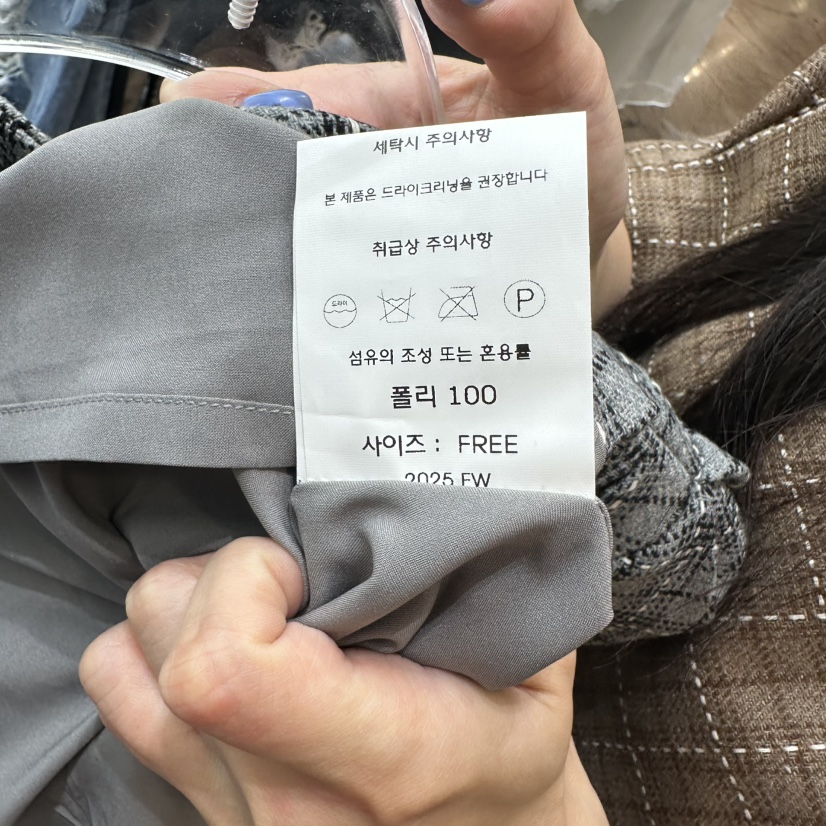 세탁시 주의사항
본 제품은 드라이크리닝을 권장합니다
취급상 주의사항
드라이
P
섬유의 조성 또는 혼용률
폴리 100
사이즈 : FREE
2025 FW